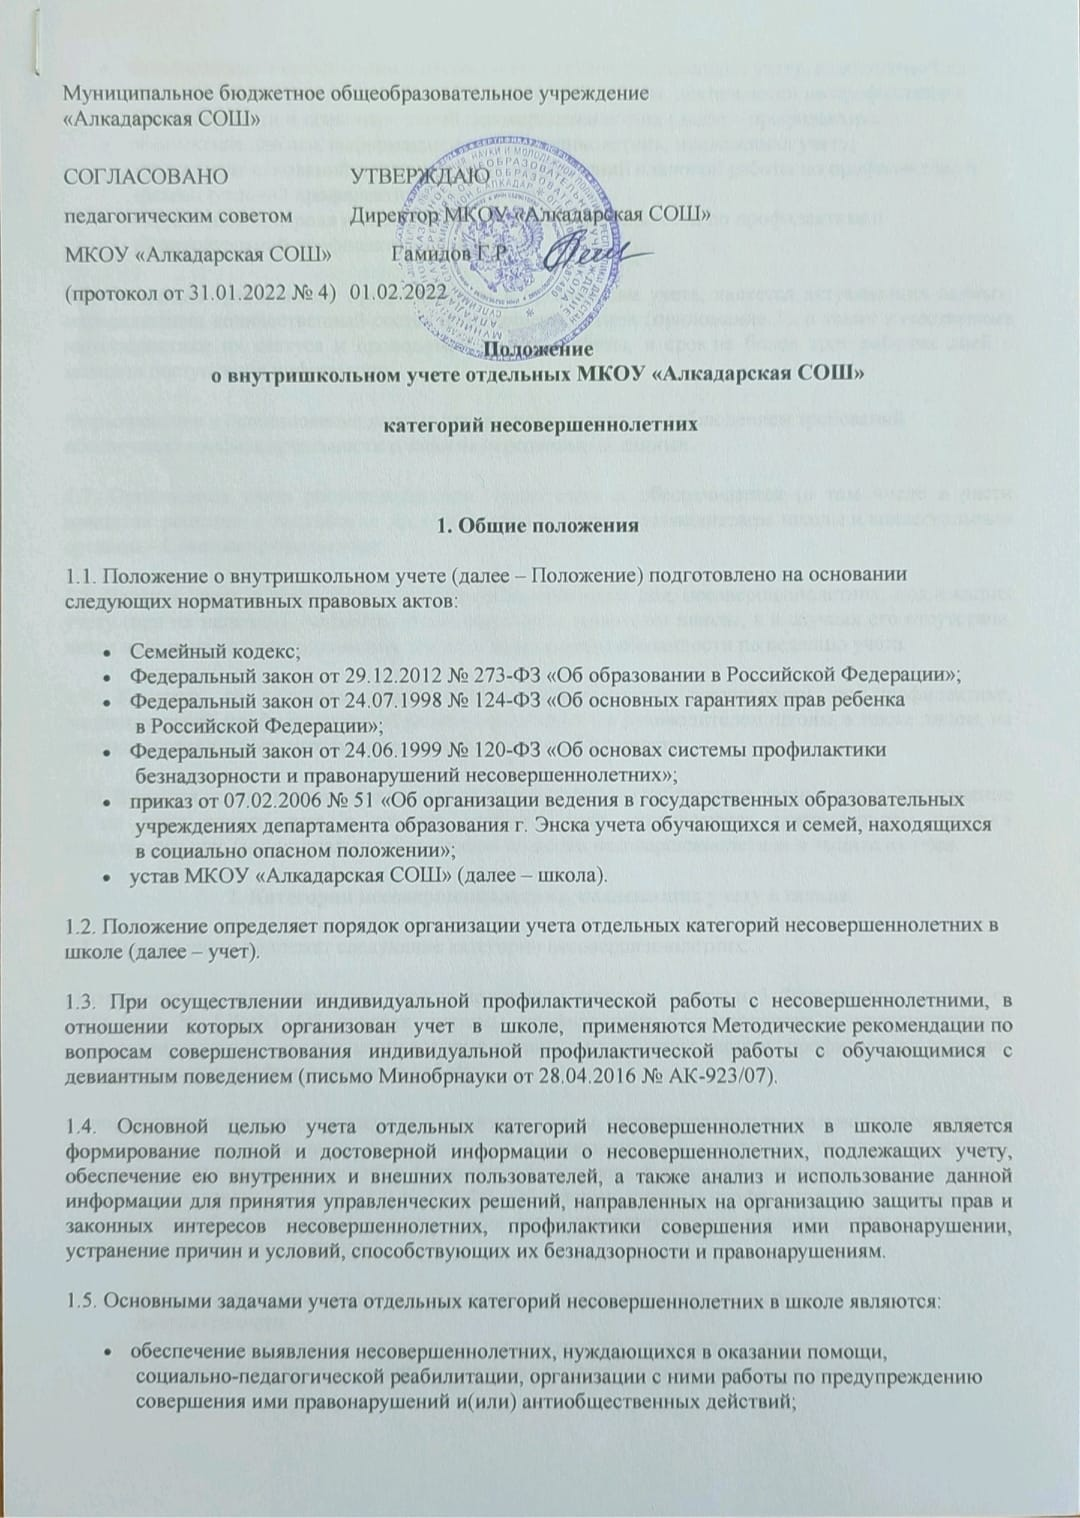 Муниципальное бюджетное общеобразовательное учреждение
«Алкадарская СОШ»
СОГЛАСОВАНО УТВЕРЖДАЮ
педагогическим советом Директор МКОУ «Алкадарская СОШ»
МКОУ «Алкадарская СОШ» Гамидов Г.Р.
(протокол от 31.01.2022 № 4) 01.02.2022
Положение
о внутришкольном учете отдельных МКОУ «Алкадарская СОШ»
категорий несовершеннолетних
1. Общие положения
1.1. Положение о внутришкольном учете (далее – Положение) подготовлено на основании
следующих нормативных правовых актов:
• Семейный кодекс;
• Федеральный закон от 29.12.2012 № 273-ФЗ «Об образовании в Российской Федерации»;
• Федеральный закон от 24.07.1998 № 124-ФЗ «Об основных гарантиях прав ребенка
в Российской Федерации»;
• Федеральный закон от 24.06.1999 № 120-ФЗ «Об основах системы профилактики
безнадзорности и правонарушений несовершеннолетних»;
• приказ от 07.02.2006 № 51 «Об организации ведения в государственных образовательных
учреждениях департамента образования г. Энска учета обучающихся и семей, находящихся
в социально опасном положении»;
• устав МКОУ «Алкадарская СОШ» (далее – школа).
1.2. Положение определяет порядок организации учета отдельных категорий несовершеннолетних в
школе (далее – учет).
1.3. При осуществлении индивидуальной профилактической работы с несовершеннолетними, в
отношении которых организован учет в школе, применяются Методические рекомендации по
вопросам совершенствования индивидуальной профилактической работы с обучающимися с
девиантным поведением (письмо Минобрнауки от 28.04.2016 № АК-923/07).
1.4. Основной целью учета отдельных категорий несовершеннолетних в школе является
формирование полной и достоверной информации о несовершеннолетних, подлежащих учету,
обеспечение ею внутренних и внешних пользователей, а также анализ и использование данной
информации для принятия управленческих решений, направленных на организацию защиты прав и
законных интересов несовершеннолетних, профилактики совершения ими правонарушении,
устранение причин и условий, способствующих их безнадзорности и правонарушениям.
1.5. Основными задачами учета отдельных категорий несовершеннолетних в школе являются:
• обеспечение выявления несовершеннолетних, нуждающихся в оказании помощи,
социально-педагогической реабилитации, организации с ними работы по предупреждению
совершения ими правонарушений и(или) антиобщественных действий;